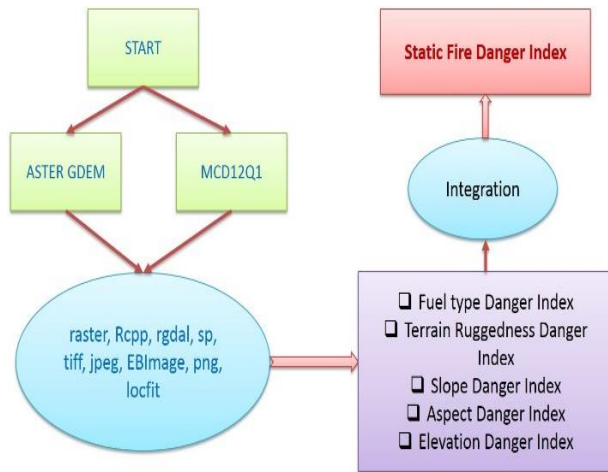 START
ASTER GDEM
MCD12Q1
raster, Rcpp, rgdal, sp,
tiff, jpeg, EBImage, png,
locfit
❑ Fuel type Danger Index
❑ Terrain Ruggedness Danger
Index
❑ Slope Danger Index
❑ Aspect Danger Index
❑ Elevation Danger Index
Integration
Static Fire Danger Index